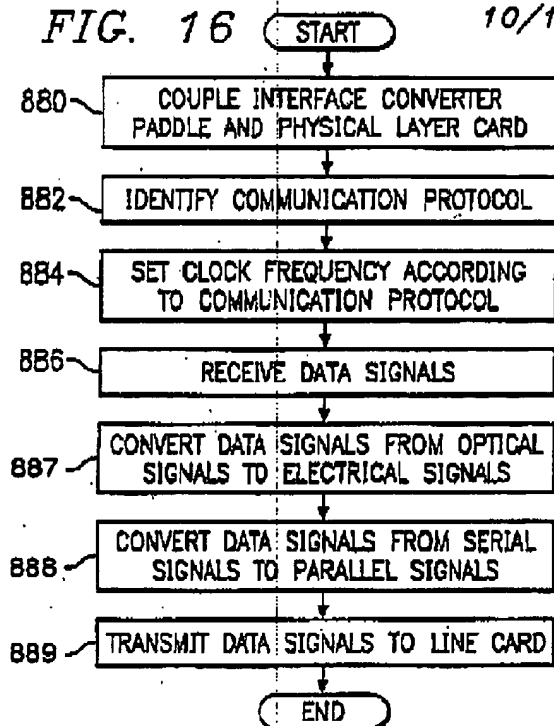 FIG. 16
10/1
START
880
COUPLE INTERFACE CONVERTER
PADDLE AND PHYSICAL LAYER CARD
882
IDENTIFY COMMUNICATION PROTOCOL
884
SET CLOCK FREQUENCY ACCORDING
TO COMMUNICATION PROTOCOL
886
RECEIVE DATA SIGNALS
887
CONVERT DATA SIGNALS FROM OPTICAL
SIGNALS TO ELECTRICAL SIGNALS
888
CONVERT DATA SIGNALS FROM SERIAL
SIGNALS TO PARALLEL SIGNALS
889
TRANSMIT DATA SIGNALS TO LINE CARD
END